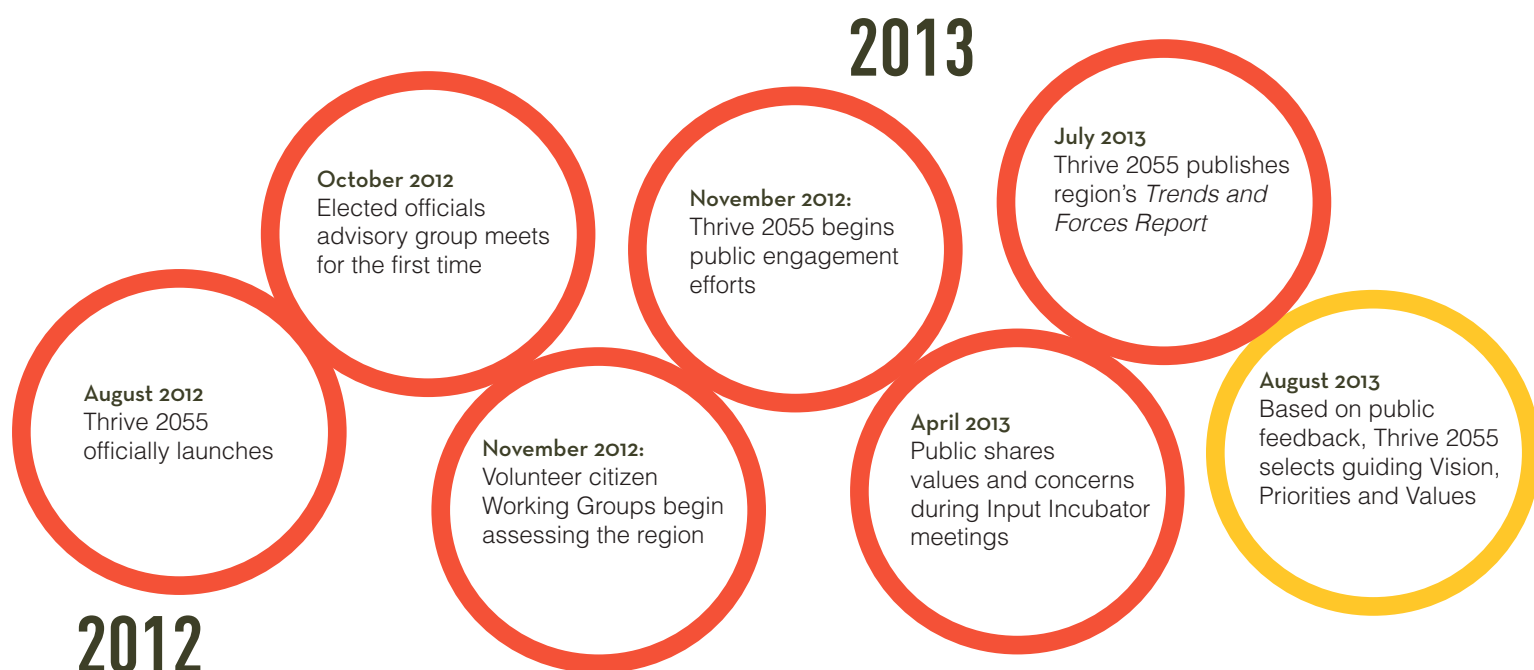 2012
August 2012
Thrive 2055
officially launches
October 2012
Elected officials
advisory group meets
for the first time
November 2012:
Volunteer citizen
Working Groups begin
assessing the region
November 2012:
Thrive 2055 begins
public engagement
efforts
2013
April 2013
Public shares
values and concerns
during Input Incubator
meetings
July 2013
Thrive 2055 publishes
region's Trends and
Forces Report
August 2013
Based on public
feedback, Thrive 2055
selects guiding Vision,
Priorities and Values